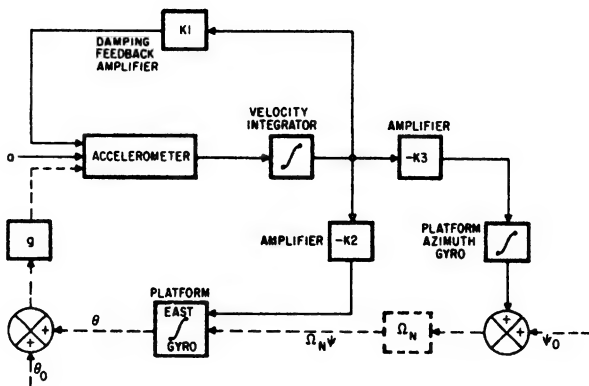 K1
DAMPING
FEEDBACK
AMPLIFIER
VELOCITY
INTEGRATOR
AMPLIFIER
a
ACCELEROMETER
∫
-K3
g
AMPLIFIER
-K2
PLATFORM
AZIMUTH
GYRO
∫
PLATFORM
EAST
∫
GYRO
θ
Ω_N ψ
Ω_N
+
+
+
+
ψ_0
θ_0